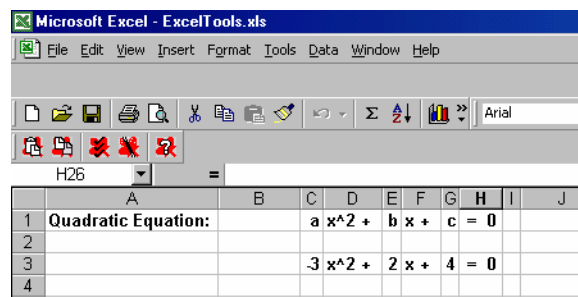 Microsoft Excel - ExcelTools.xls
File Edit View Insert Format Tools Data Window Help
Σ A Z Arial
H26 =
A B C D E F G H I J
1 Quadratic Equation: a x^2 + b x + c = 0
2
3 -3 x^2 + 2 x + 4 = 0
4